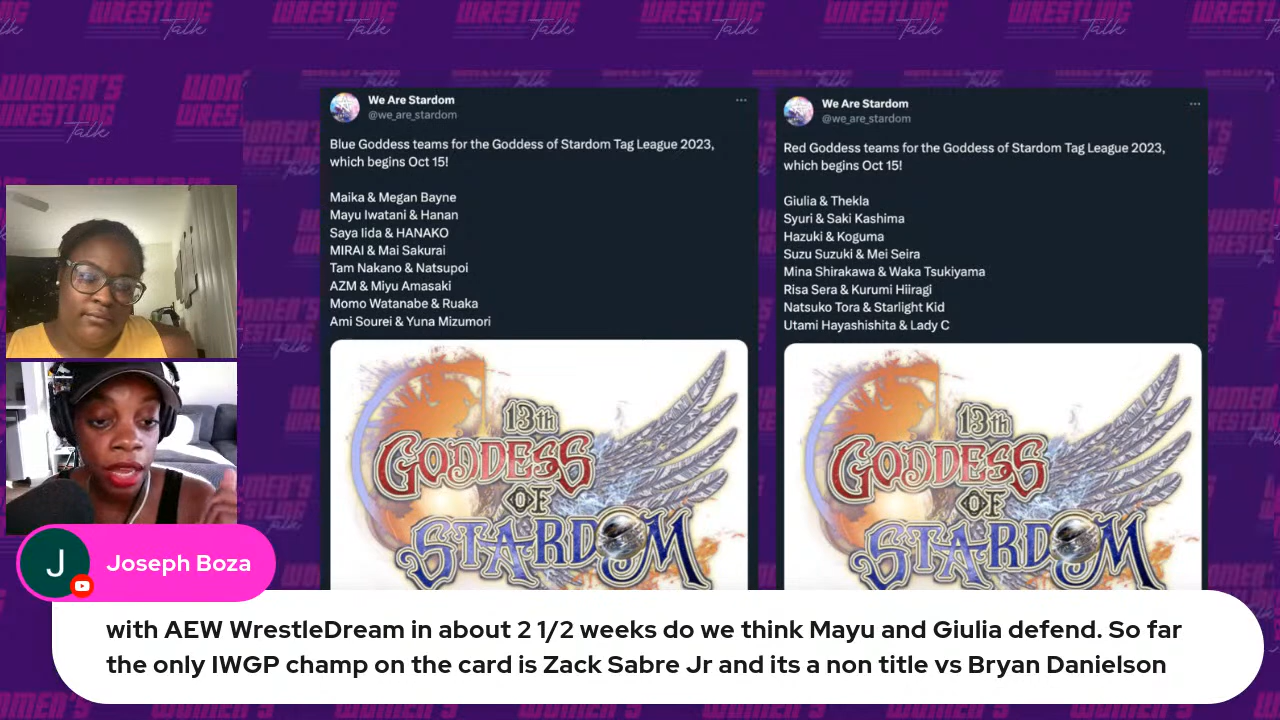 WOMEN'S
WRESTLING
Talk
We Are Stardom
@we_are_stardom
Blue Goddess teams for the Goddess of Stardom Tag League 2023,
which begins Oct 15!
Maika & Megan Bayne
Mayu Iwatani & Hanan
Saya Iida & HANAKO
MIRAI & Mai Sakurai
Tam Nakano & Natsupoi
AZM & Miyu Amasaki
Momo Watanabe & Ruaka
Ami Sourei & Yuna Mizumori
13th
GODDESS
OF
STARDOM
We Are Stardom
@we_are_stardom
Red Goddess teams for the Goddess of Stardom Tag League 2023,
which begins Oct 15!
Giulia & Thekla
Syuri & Saki Kashima
Hazuki & Koguma
Suzu Suzuki & Mei Seira
Mina Shirakawa & Waka Tsukiyama
Risa Sera & Kurumi Hiiragi
Natsuko Tora & Starlight Kid
Utami Hayashishita & Lady C
13th
GODDESS
OF
STARDOM
J
Joseph Boza
with AEW WrestleDream in about 2 1/2 weeks do we think Mayu and Giulia defend. So far
the only IWGP champ on the card is Zack Sabre Jr and its a non title vs Bryan Danielson